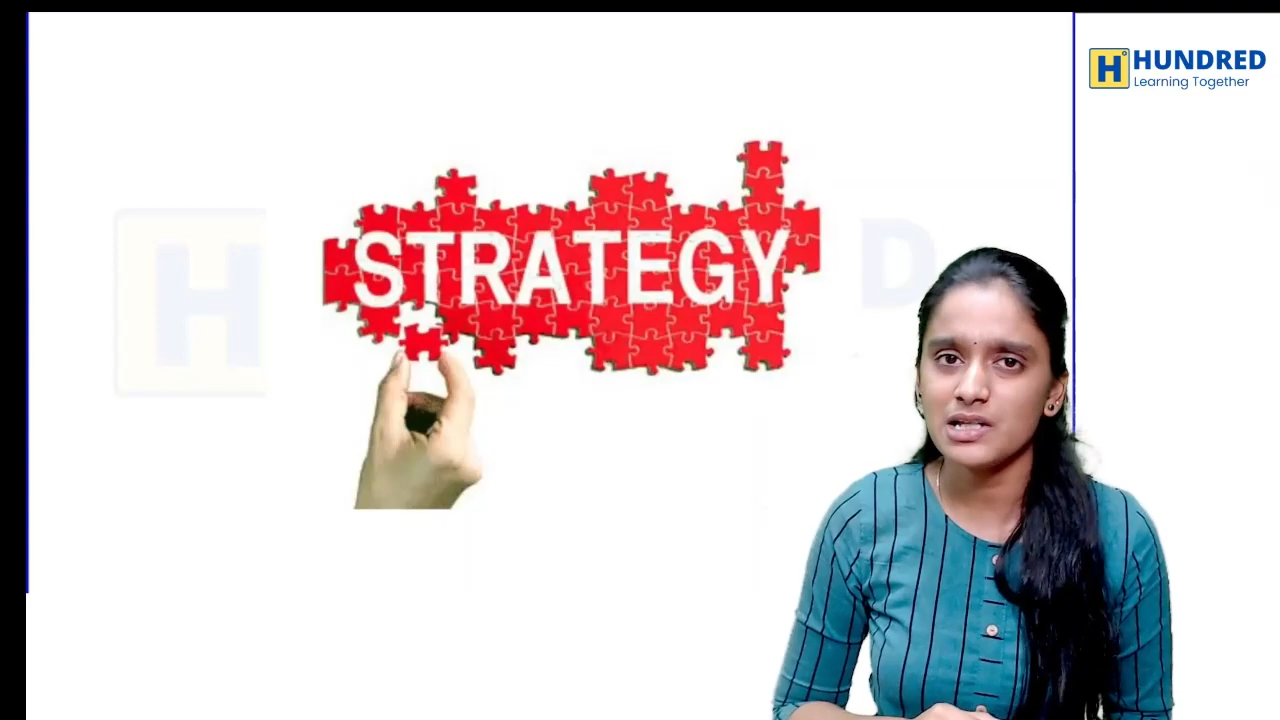 HUNDRED
Learning Together
STRATEGY
H
H
D